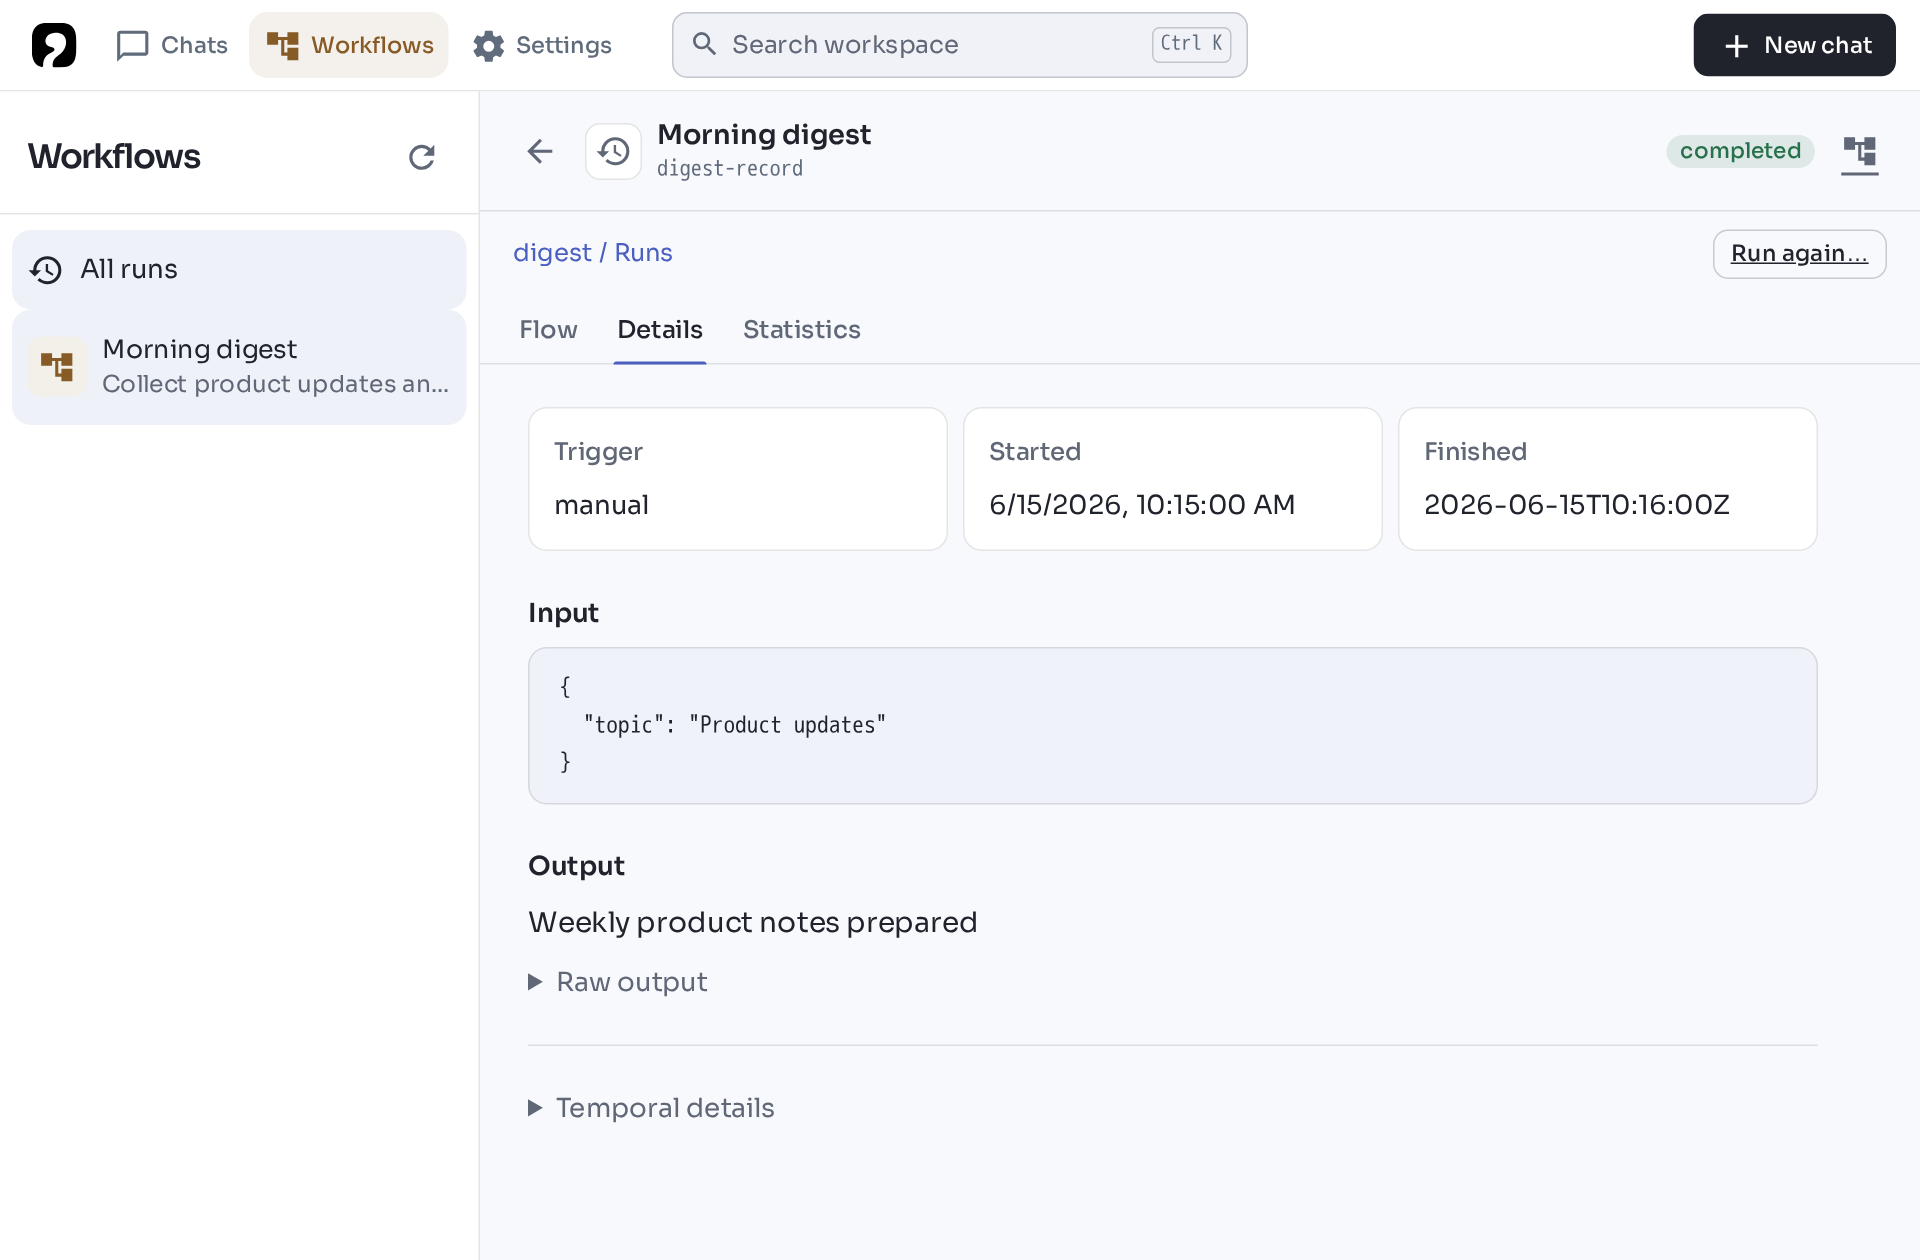 Chats
Workflows
Settings
Search workspace
Ctrl K
New chat
Workflows
All runs
Morning digest
Collect product updates an...
Morning digest
digest-record
completed
digest / Runs
Run again...
Flow
Details
Statistics
Trigger
manual
Started
6/15/2026, 10:15:00 AM
Finished
2026-06-15T10:16:00Z
Input
{
"topic": "Product updates"
}
Output
Weekly product notes prepared
Raw output
Temporal details